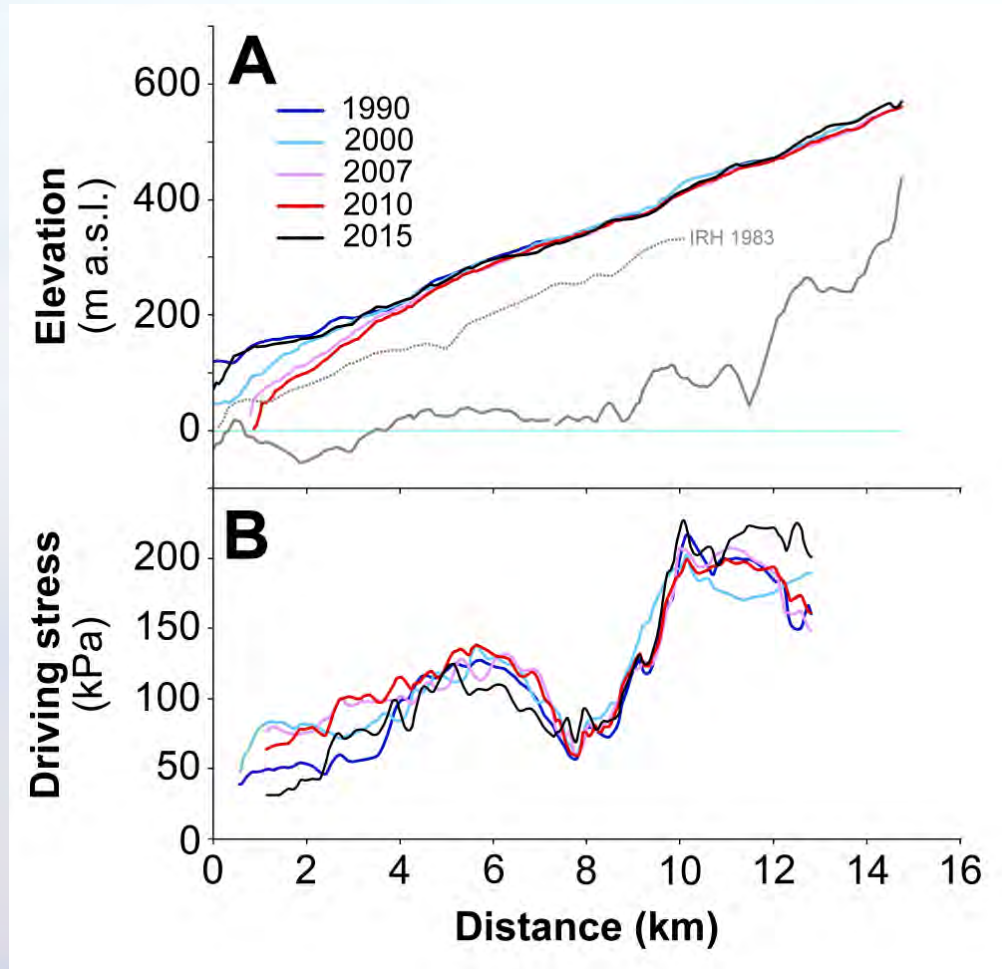 A
600
400
200
0
Elevation
(m a.s.l.)
1990
2000
2007
2010
2015
IRH 1983
B
200
150
100
50
0
Driving stress
(kPa)
0 2 4 6 8 10 12 14 16
Distance (km)